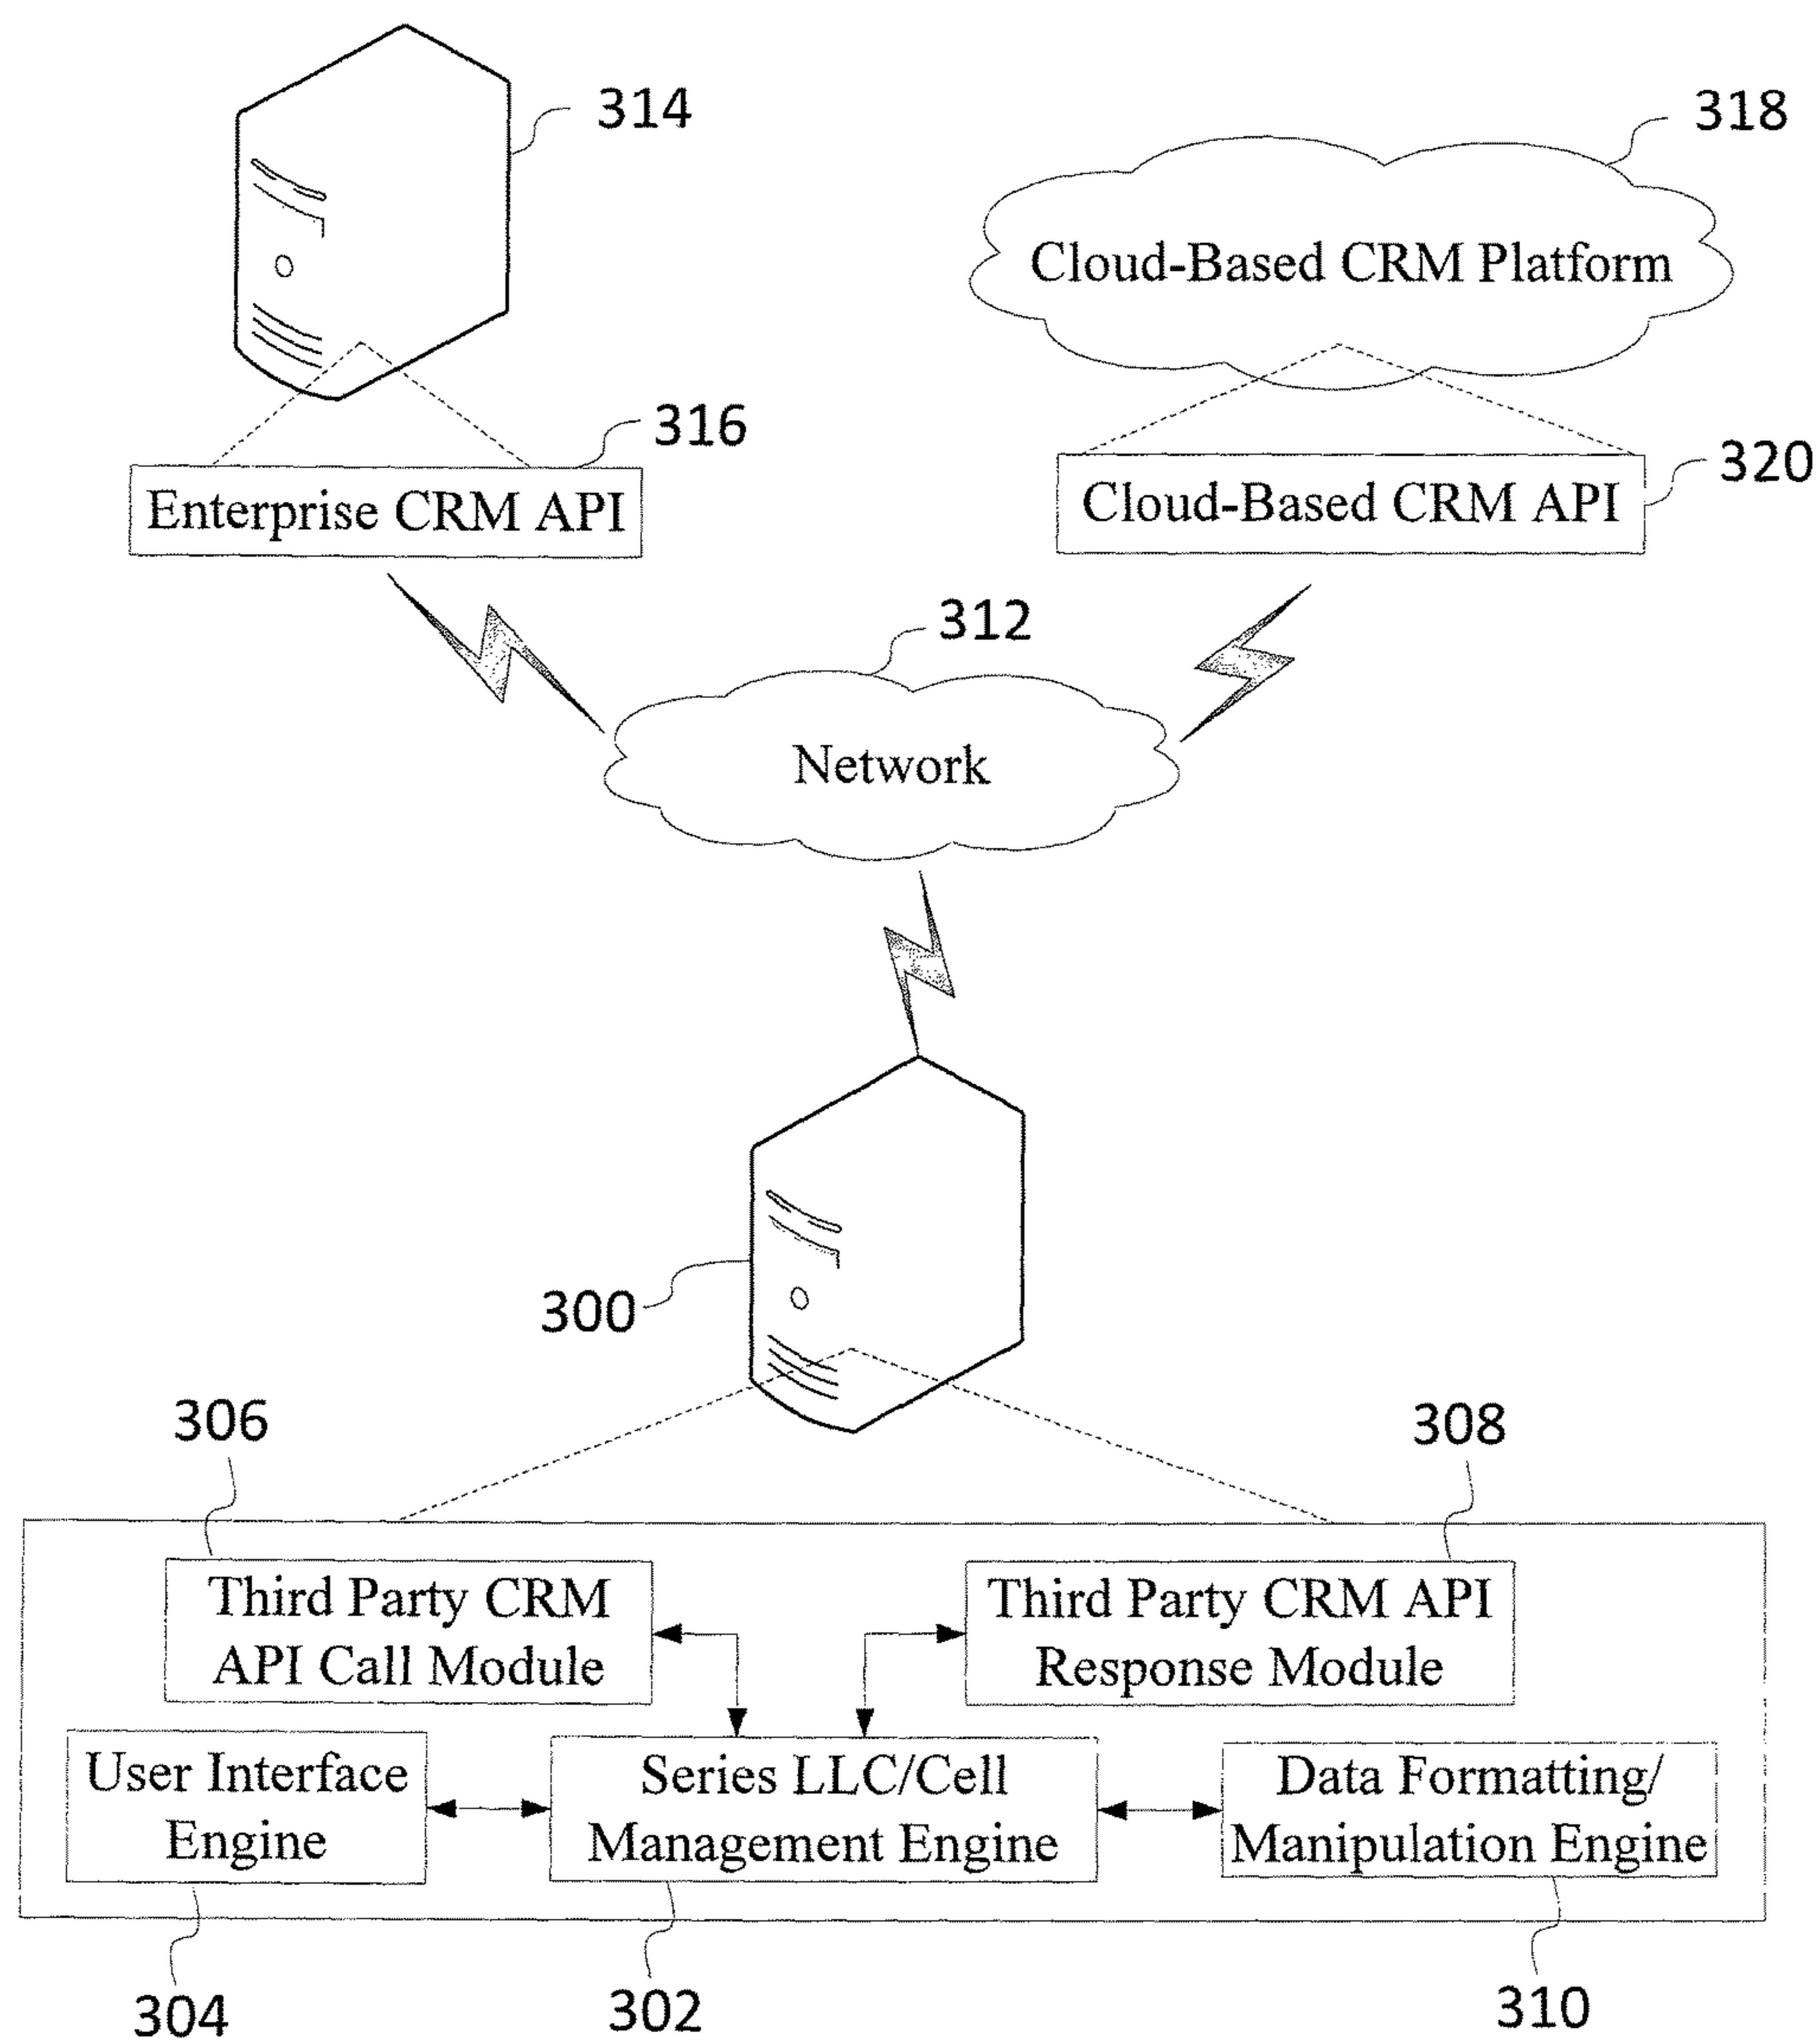 314
318
Cloud-Based CRM Platform
316
320
Enterprise CRM API
Cloud-Based CRM API
312
Network
300
306
308
Third Party CRM
API Call Module
Third Party CRM API
Response Module
User Interface
Engine
Series LLC/Cell
Management Engine
Data Formatting/
Manipulation Engine
304
302
310